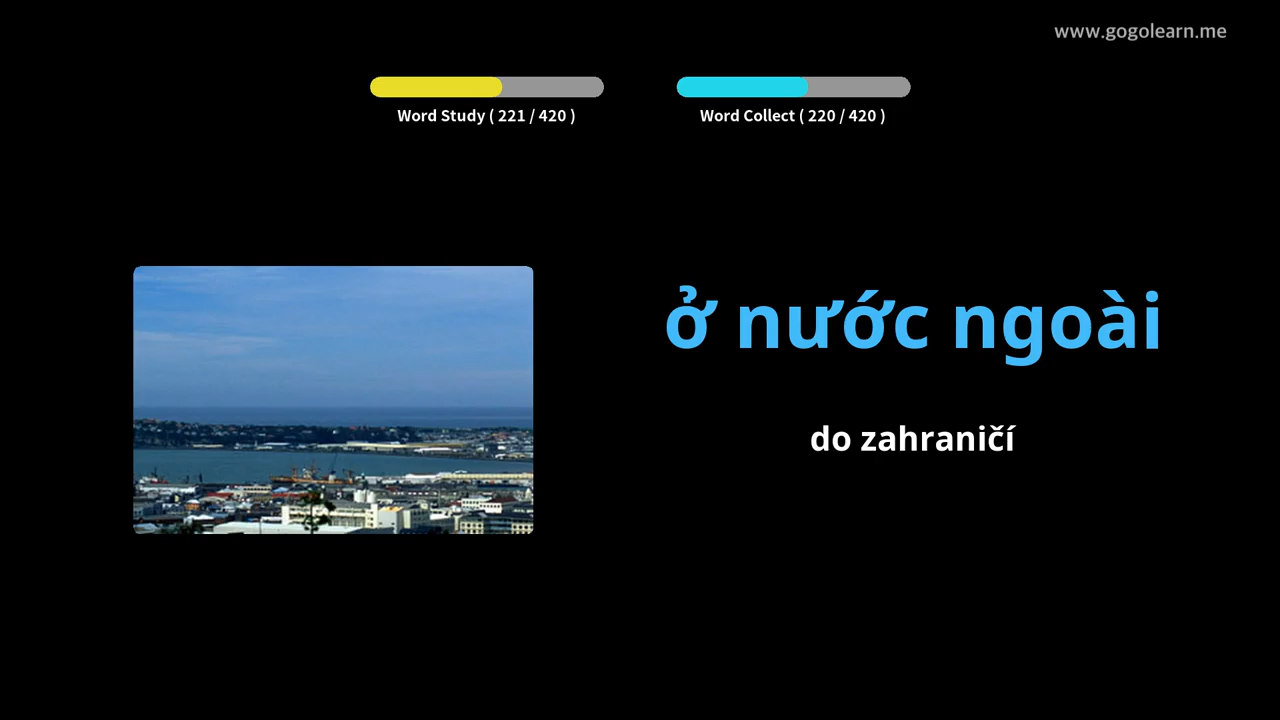 www.gogolearn.me
Word Study ( 221 / 420 )
Word Collect ( 220 / 420 )
ở nước ngoài
do zahraničí